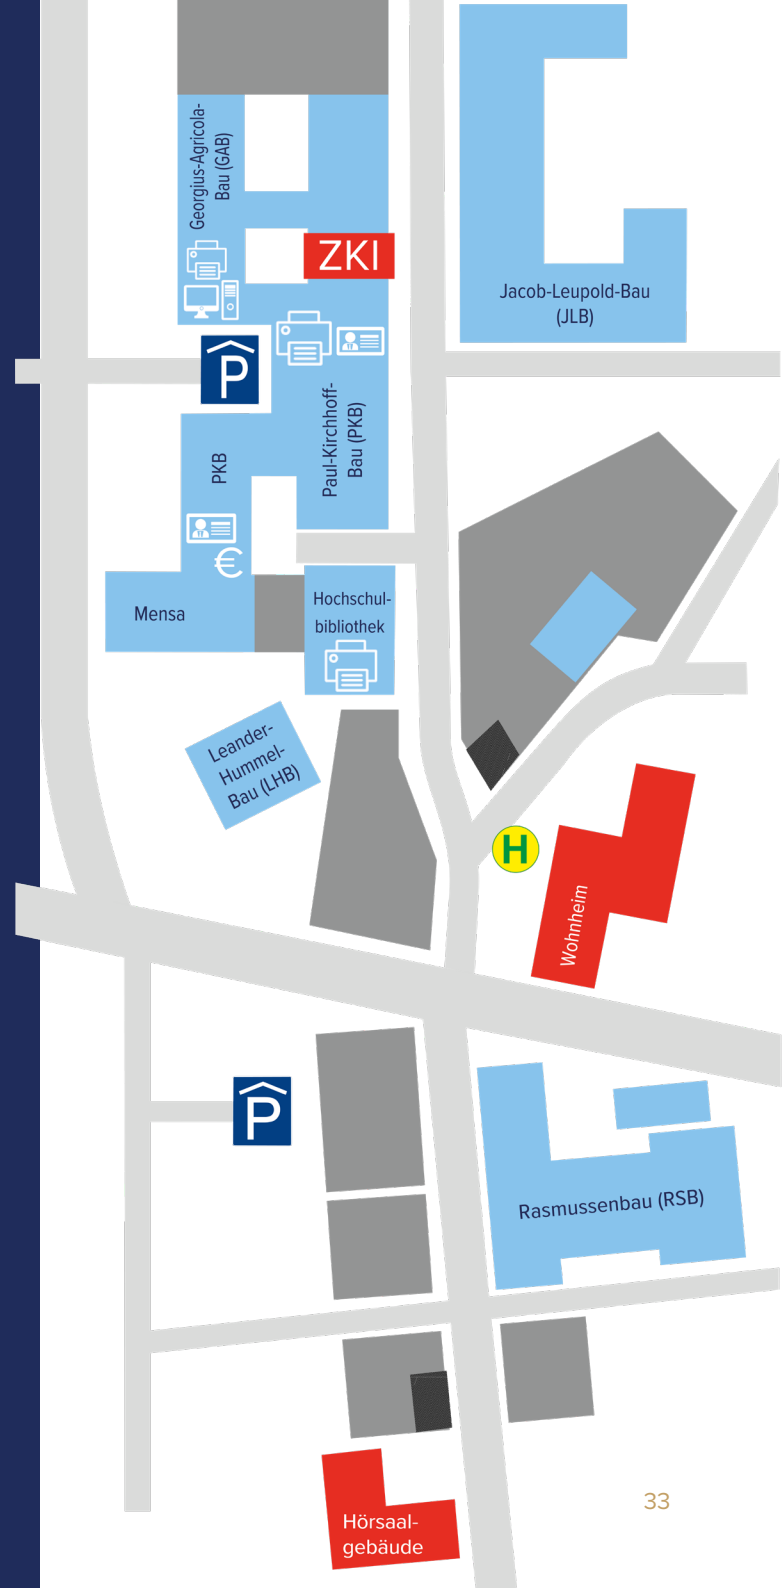 Georgius-Agricola-
Bau (GAB)
ZKI
Jacob-Leupold-Bau
(JLB)
P
Paul-Kirchhoff-
Bau (PKB)
PKB
€
Mensa
Hochschul-
bibliothek
Leander-
Hummel-
Bau (LHB)
H
Wohnheim
P
Rasmussenbau (RSB)
33
Hörsaal-
gebäude